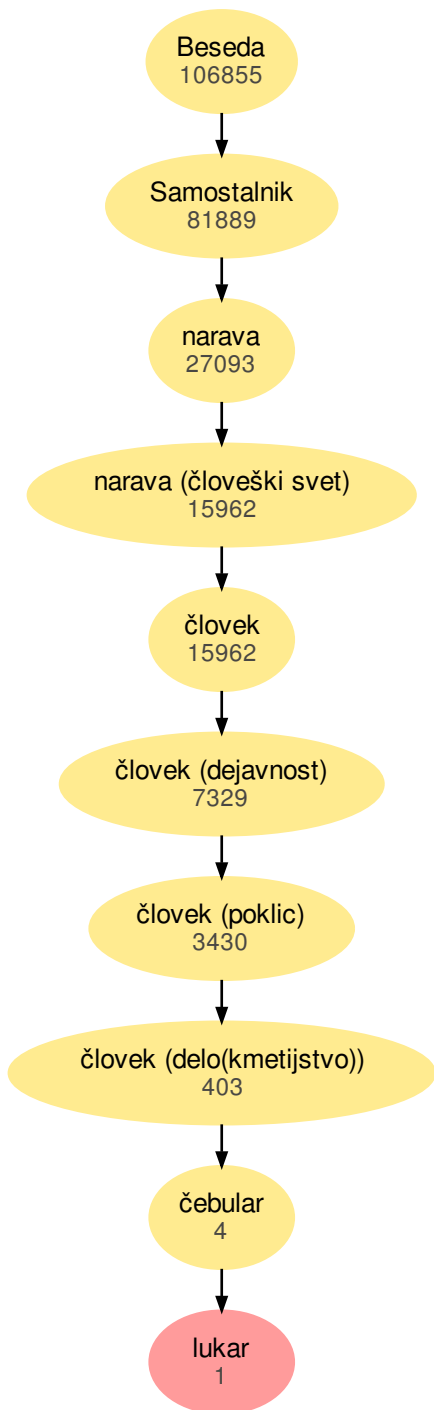 Beseda
106855
Samostalnik
81889
narava
27093
narava (človeški svet)
15962
človek
15962
človek (dejavnost)
7329
človek (poklic)
3430
človek (delo(kmetijstvo))
403
čebular
4
lukar
1